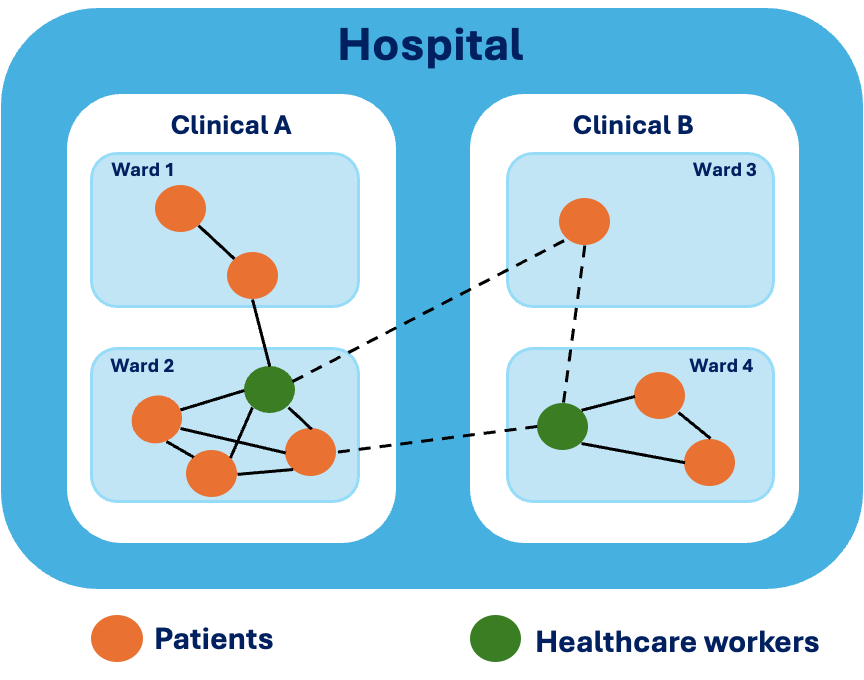 Hospital
Clinical A
Clinical B
Ward 1
Ward 3
Ward 2
Ward 4
Patients
Healthcare workers